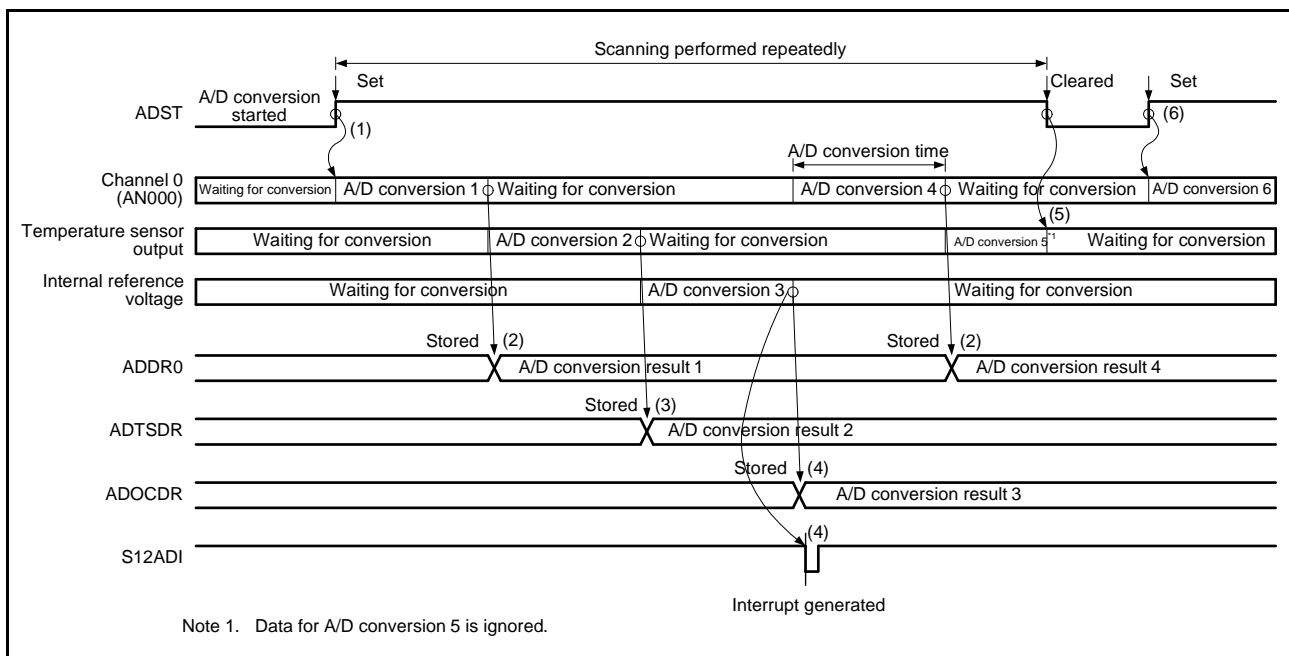 Scanning performed repeatedly
Set
Cleared
Set
A/D conversion
started
ADST
(1)
(6)
A/D conversion time
Channel 0
(AN000)
Waiting for conversion
A/D conversion 1
Waiting for conversion
A/D conversion 4
Waiting for conversion
A/D conversion 6
(5)
Temperature sensor
output
Waiting for conversion
A/D conversion 2
Waiting for conversion
A/D conversion 5*1
Waiting for conversion
Internal reference
voltage
Waiting for conversion
A/D conversion 3
Waiting for conversion
Stored
(2)
Stored
(2)
ADDR0
A/D conversion result 1
A/D conversion result 4
Stored
(3)
ADTSDR
A/D conversion result 2
Stored
(4)
ADOCDR
A/D conversion result 3
(4)
S12ADI
Interrupt generated
Note 1. Data for A/D conversion 5 is ignored.